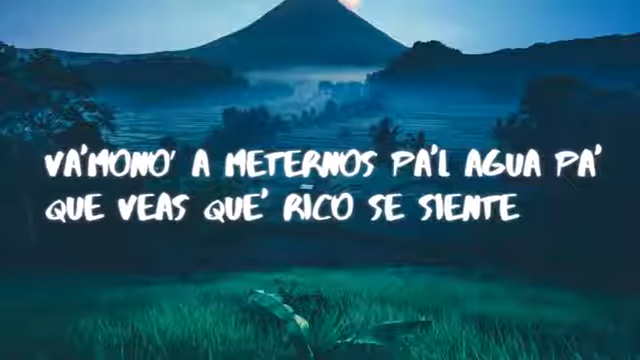 VA'MONO' A METERNOS PA'L AGUA PA'
QUE VEAS QUE' RICO SE SIENTE